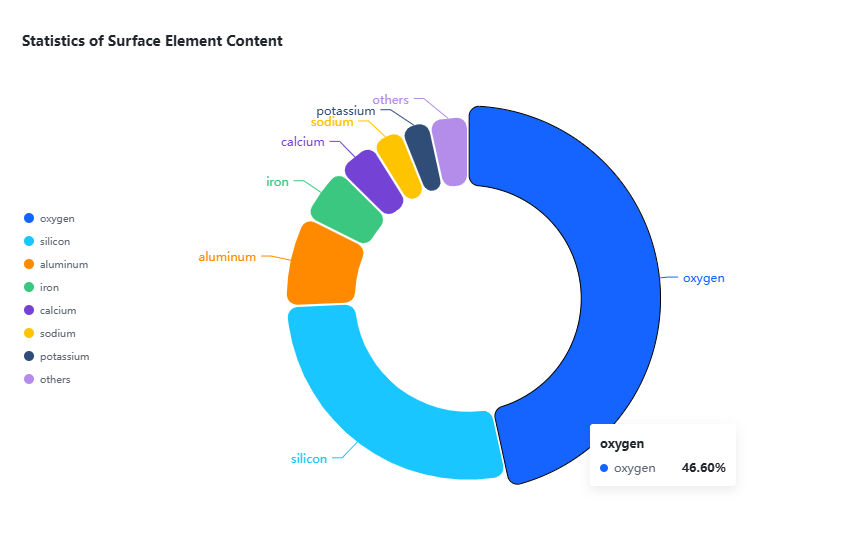 Statistics of Surface Element Content
others
potassium
sodium
calcium
iron
oxygen
silicon
aluminum
iron
calcium
sodium
potassium
others
aluminum
oxygen
silicon
oxygen
oxygen 46.60%